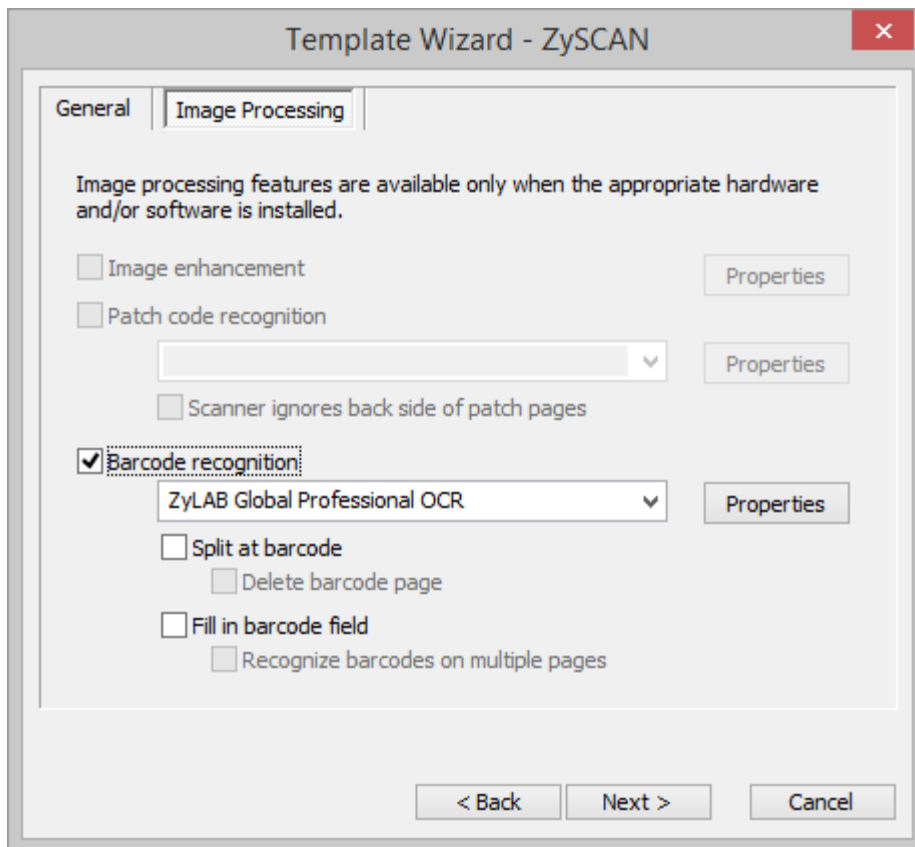 Template Wizard - ZySCAN
General
Image Processing
Image processing features are available only when the appropriate hardware
and/or software is installed.
Image enhancement
Properties
Patch code recognition
Properties
Scanner ignores back side of patch pages
Barcode recognition
ZyLAB Global Professional OCR
Properties
Split at barcode
Delete barcode page
Fill in barcode field
Recognize barcodes on multiple pages
< Back
Next >
Cancel